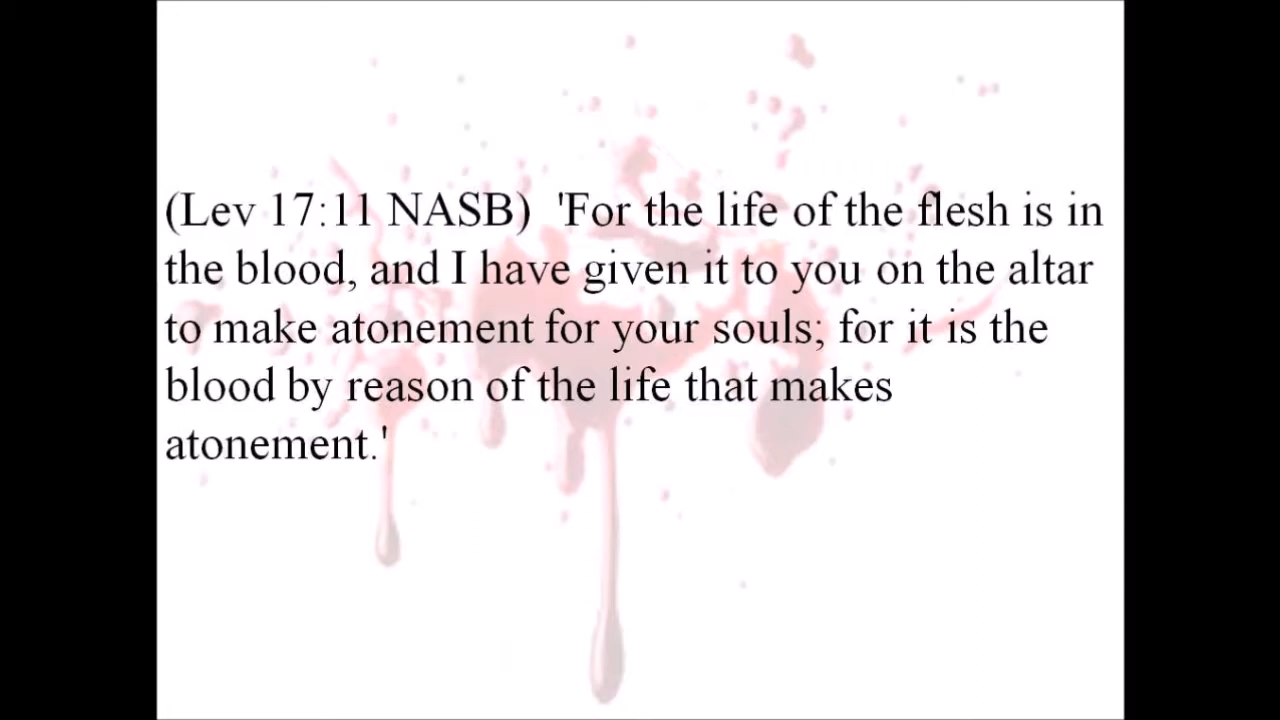 (Lev 17:11 NASB)  'For the life of the flesh is in
the blood, and I have given it to you on the altar
to make atonement for your souls; for it is the
blood by reason of the life that makes
atonement.'